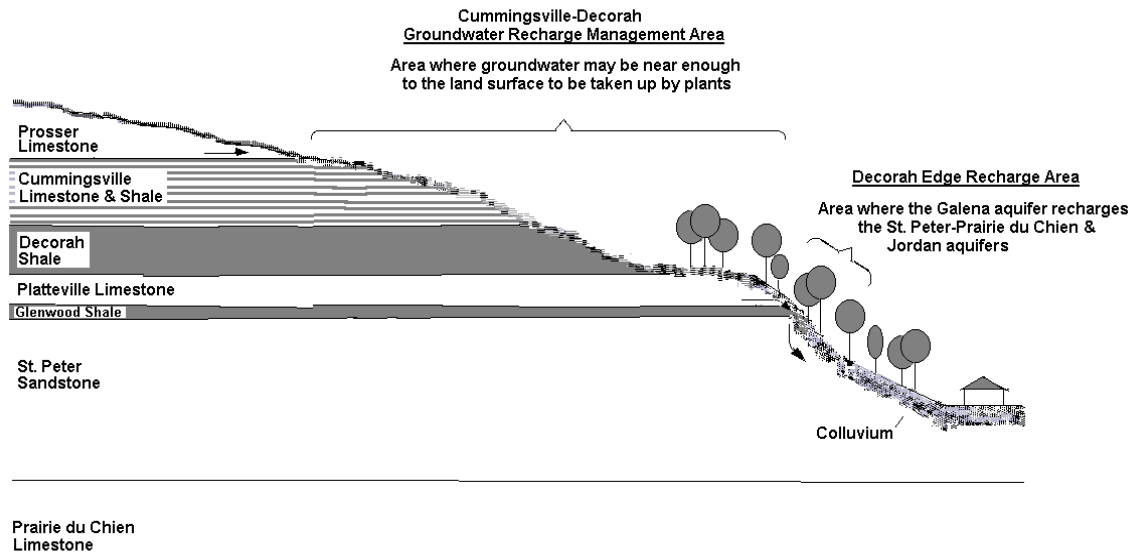 Cummingsville-Decorah
Groundwater Recharge Management Area
Area where groundwater may be near enough
to the land surface to be taken up by plants
Prosser
Limestone
Cummingsville
Limestone & Shale
Decorah Edge Recharge Area
Area where the Galena aquifer recharges
the St. Peter-Prairie du Chien &
Jordan aquifers
Decorah
Shale
Platteville Limestone
Glenwood Shale
St. Peter
Sandstone
Colluvium
Prairie du Chien
Limestone